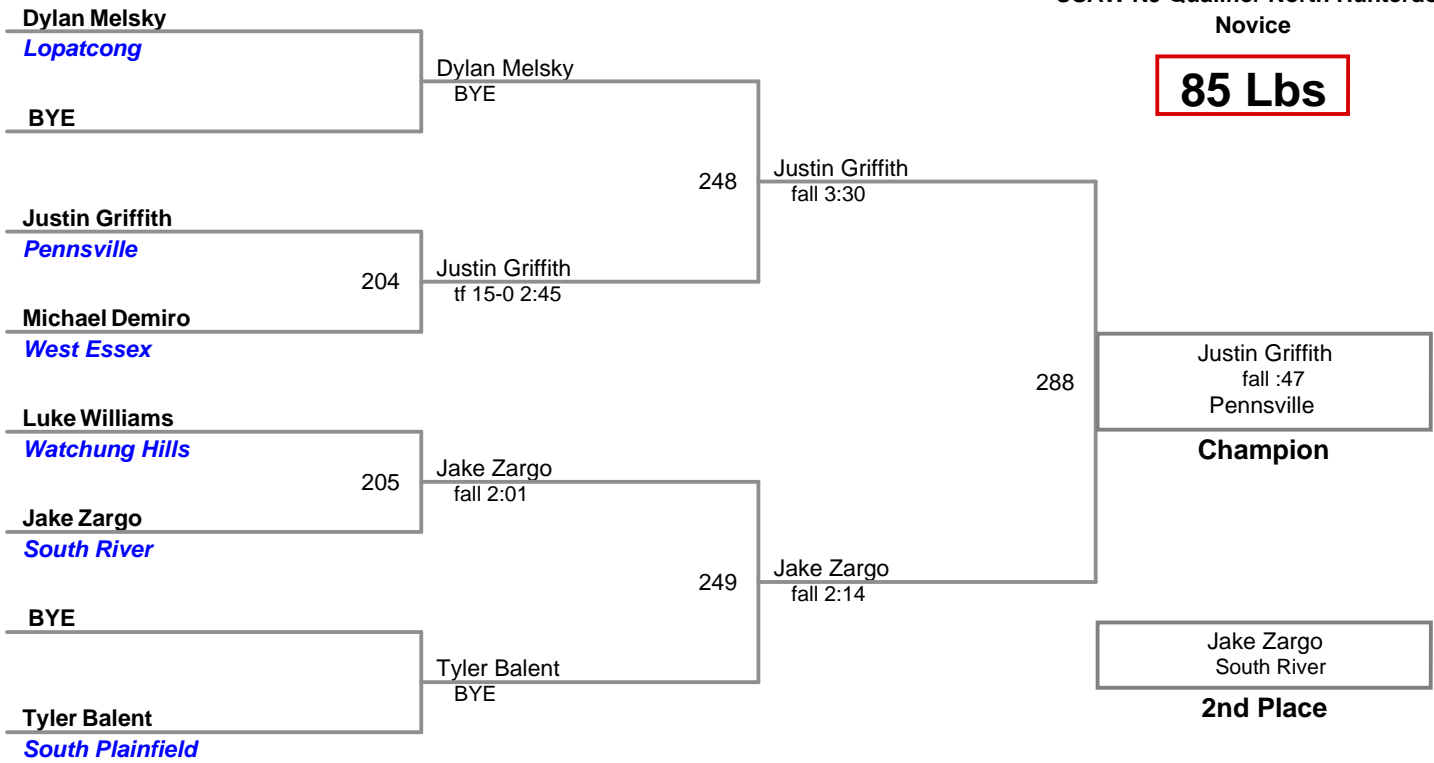 Novice
85 Lbs
Dylan Melsky
Lopatcong
Dylan Melsky
BYE
BYE
248
Justin Griffith
fall 3:30
Justin Griffith
Pennsville
204
Justin Griffith
tf 15-0 2:45
Michael Demiro
West Essex
288
Justin Griffith
fall :47
Pennsville
Champion
Luke Williams
Watchung Hills
205
Jake Zargo
fall 2:01
Jake Zargo
South River
249
Jake Zargo
fall 2:14
BYE
Tyler Balent
BYE
Tyler Balent
South Plainfield
Jake Zargo
South River
2nd Place